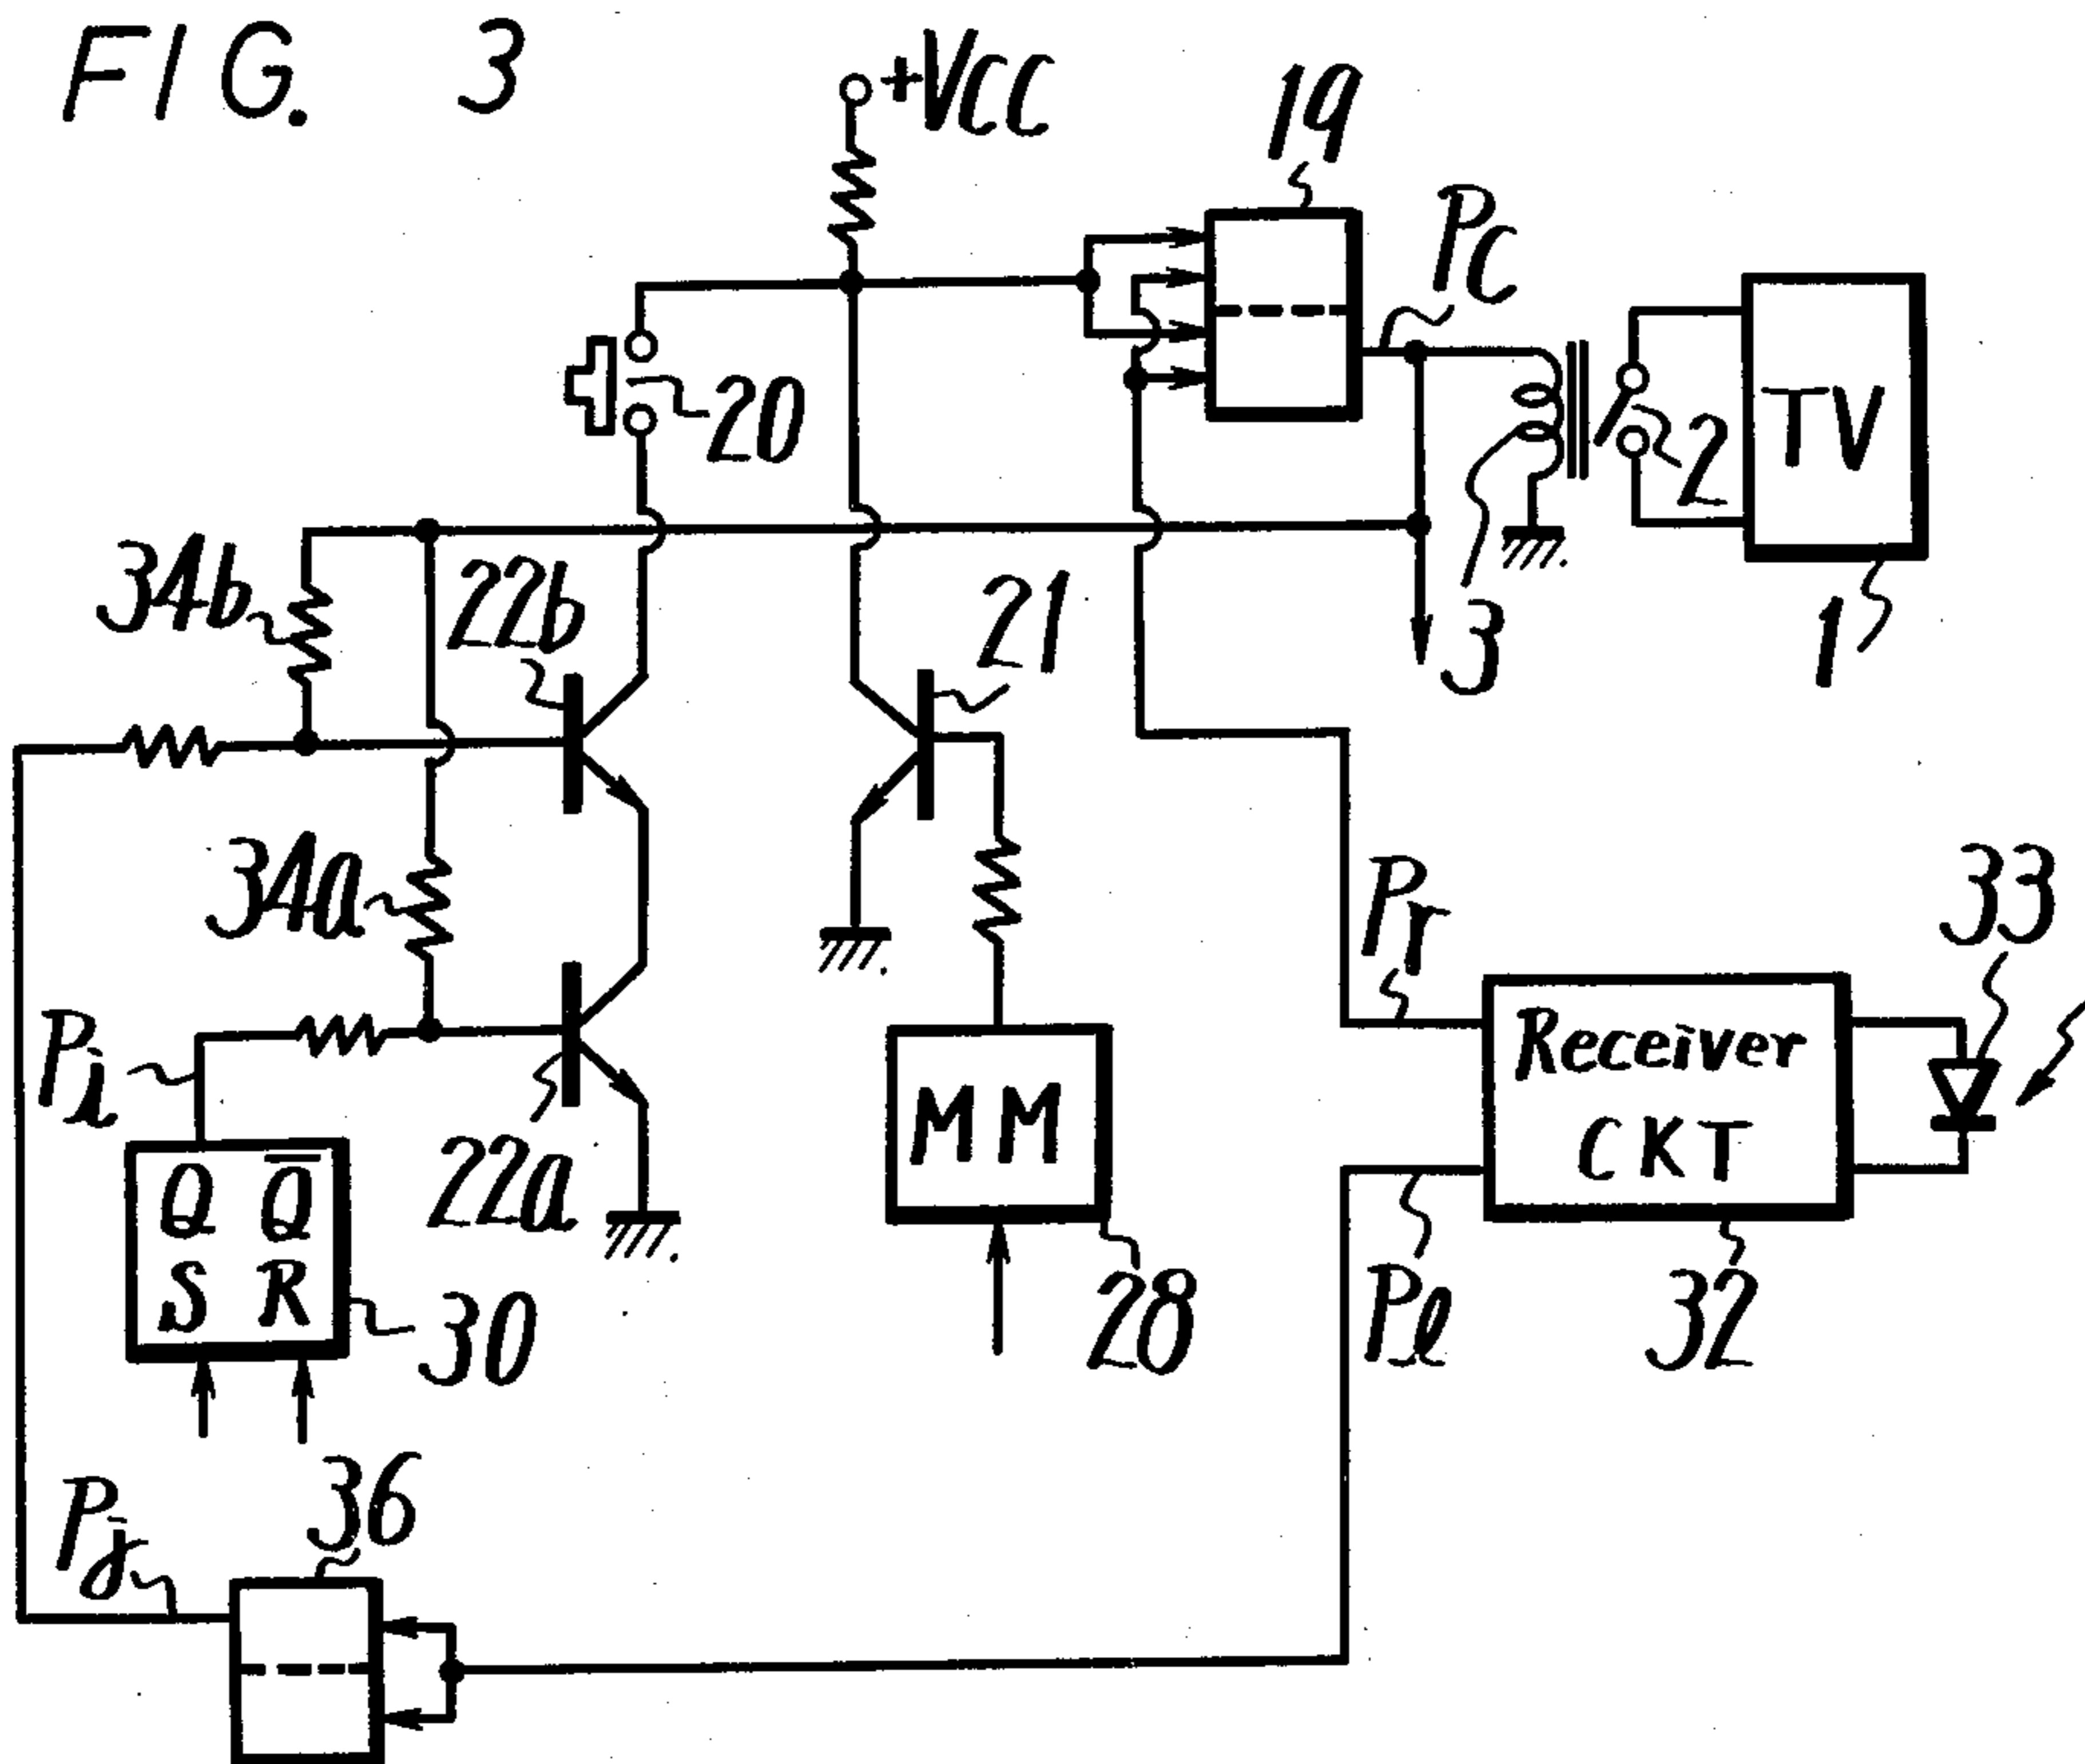 FIG. 3
+VCC
19
PC
20
2
TV
34b
22b
21
3
1
34a
Pr
33
Pi
Receiver
CKT
MM
22a
Q Q̅
S R
30
28
Pl
32
36
Pj